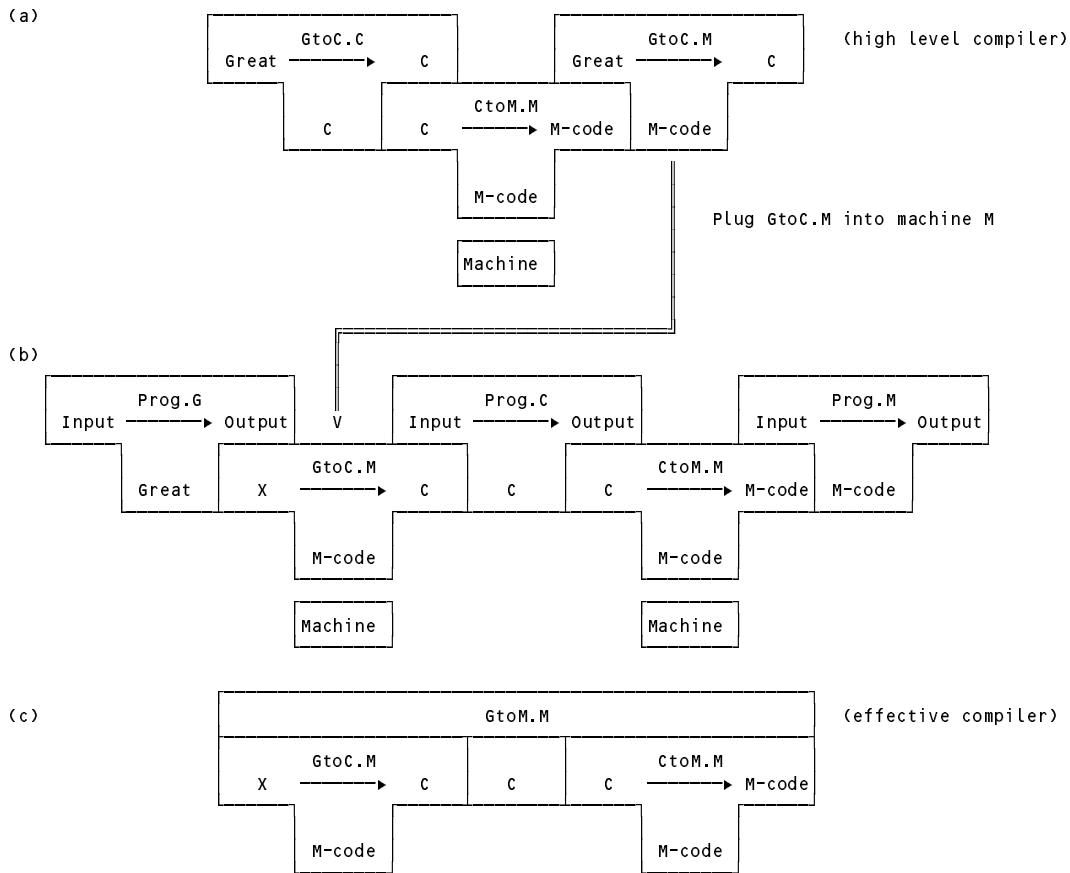 (a)
GtoC.C GtoC.M (high level compiler)
Great C Great C
CtoM.M
C C M-code M-code
M-code
Plug GtoC.M into machine M
Machine
(b)
Prog.G Prog.C Prog.M
Input Output V Input Output Input Output
GtoC.M CtoM.M
Great X C C C M-code M-code
M-code M-code
Machine Machine
(c) GtoM.M (effective compiler)
GtoC.M CtoM.M
X C C C M-code
M-code M-code